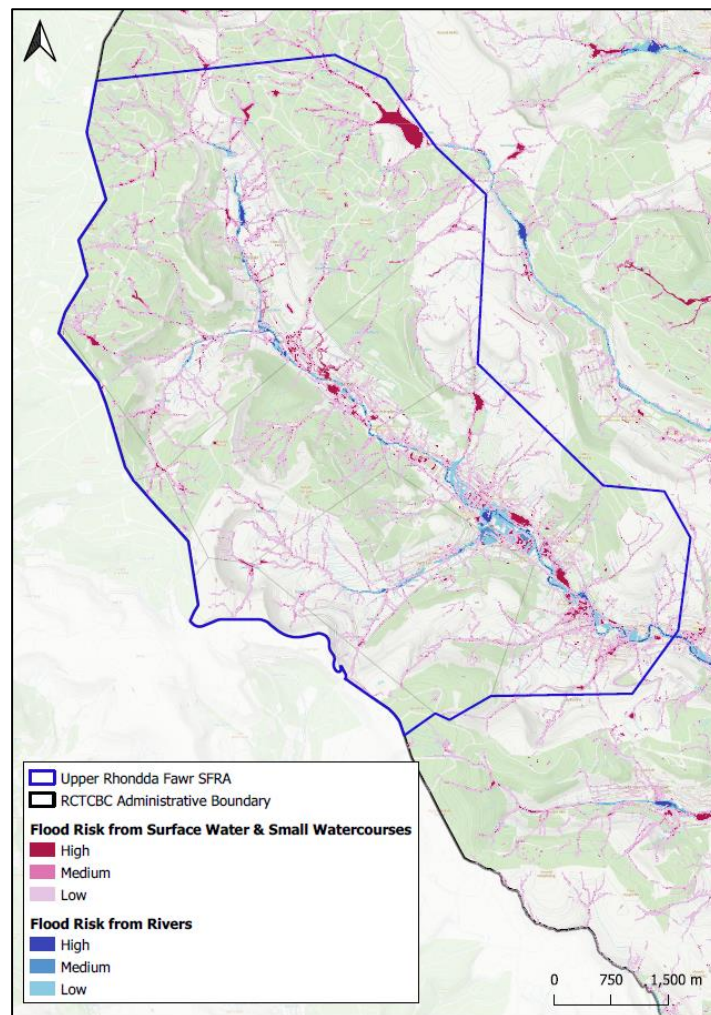 Upper Rhondda Fawr SFRA
RCTCBC Administrative Boundary
Flood Risk from Surface Water & Small Watercourses
High
Medium
Low
Flood Risk from Rivers
High
Medium
Low
0 750 1,500 m